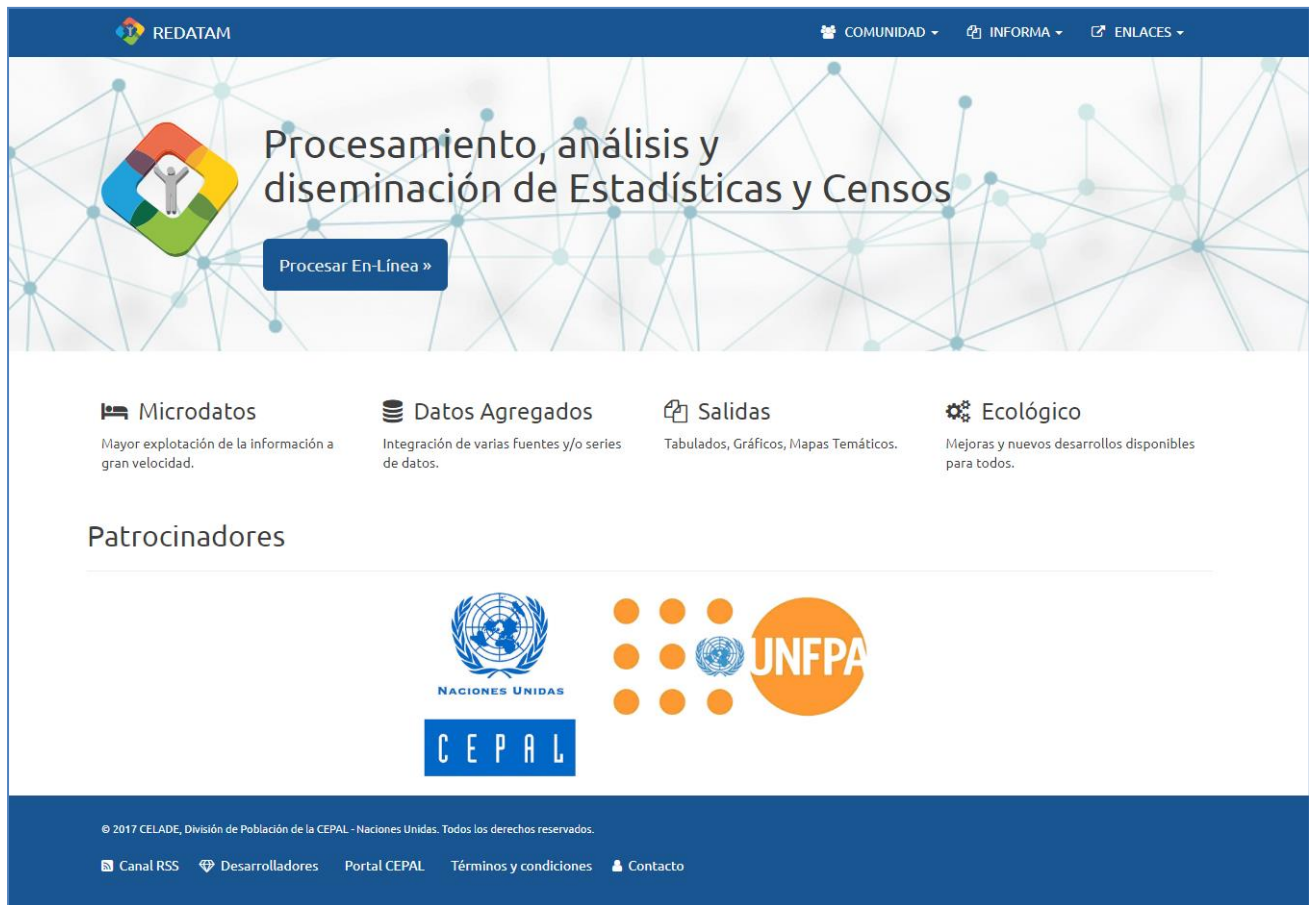 REDATAM
COMUNIDAD
INFORMA
ENLACES
Procesamiento, análisis y
diseminación de Estadísticas y Censos
Procesar En-Línea »
Microdatos
Mayor explotación de la información a
gran velocidad.
Datos Agregados
Integración de varias fuentes y/o series
de datos.
Salidas
Tabulados, Gráficos, Mapas Temáticos.
Ecológico
Mejoras y nuevos desarrollos disponibles
para todos.
Patrocinadores
NACIONES UNIDAS
CEPAL
UNFPA
© 2017 CELADE, División de Población de la CEPAL - Naciones Unidas. Todos los derechos reservados.
Canal RSS Desarrolladores Portal CEPAL Términos y condiciones Contacto